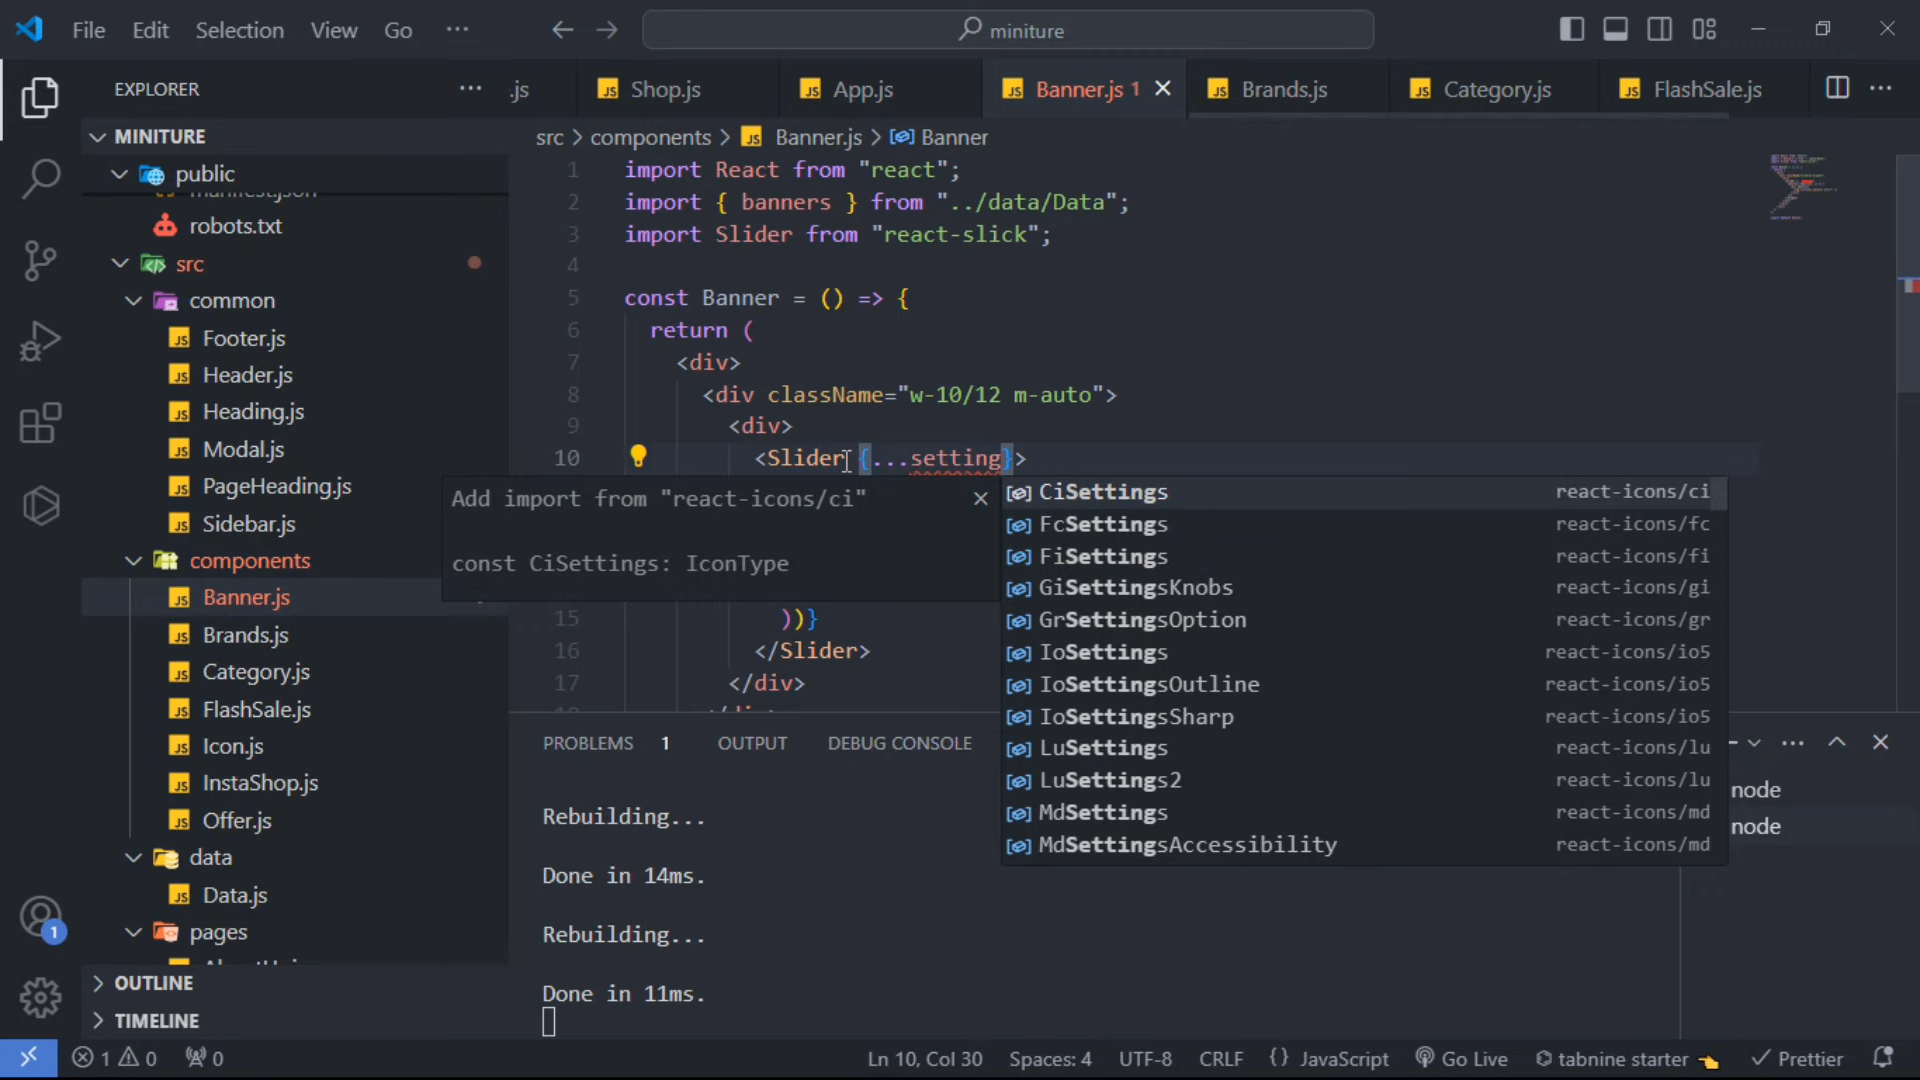 File Edit Selection View Go ···
miniture
EXPLORER ···
.js
Shop.js
App.js
Banner.js 1
Brands.js
Category.js
FlashSale.js
MINITURE
public
manifest.json
robots.txt
src
common
Footer.js
Header.js
Heading.js
Modal.js
PageHeading.js
Sidebar.js
components
Banner.js
Brands.js
Category.js
FlashSale.js
Icon.js
InstaShop.js
Offer.js
data
Data.js
pages
OUTLINE
TIMELINE
src > components > Banner.js > Banner
1 import React from "react";
2 import { banners } from "../data/Data";
3 import Slider from "react-slick";
4
5 const Banner = () => {
6 return (
7 <div>
8 <div className="w-10/12 m-auto">
9 <div>
10 <Slider {...setting}>
Add import from "react-icons/ci"
const CiSettings: IconType
CiSettings react-icons/ci
FcSettings react-icons/fc
FiSettings react-icons/fi
GiSettingsKnobs react-icons/gi
GrSettingsOption react-icons/gr
IoSettings react-icons/io5
IoSettingsOutline react-icons/io5
IoSettingsSharp react-icons/io5
LuSettings react-icons/lu
LuSettings2 react-icons/lu
MdSettings react-icons/md
MdSettingsAccessibility react-icons/md
15 ))}
16 </Slider>
17 </div>
PROBLEMS 1 OUTPUT DEBUG CONSOLE
Rebuilding...
Done in 14ms.
Rebuilding...
Done in 11ms.
node
node
1
1 0 0
Ln 10, Col 30 Spaces: 4 UTF-8 CRLF {} JavaScript Go Live tabnine starter Prettier